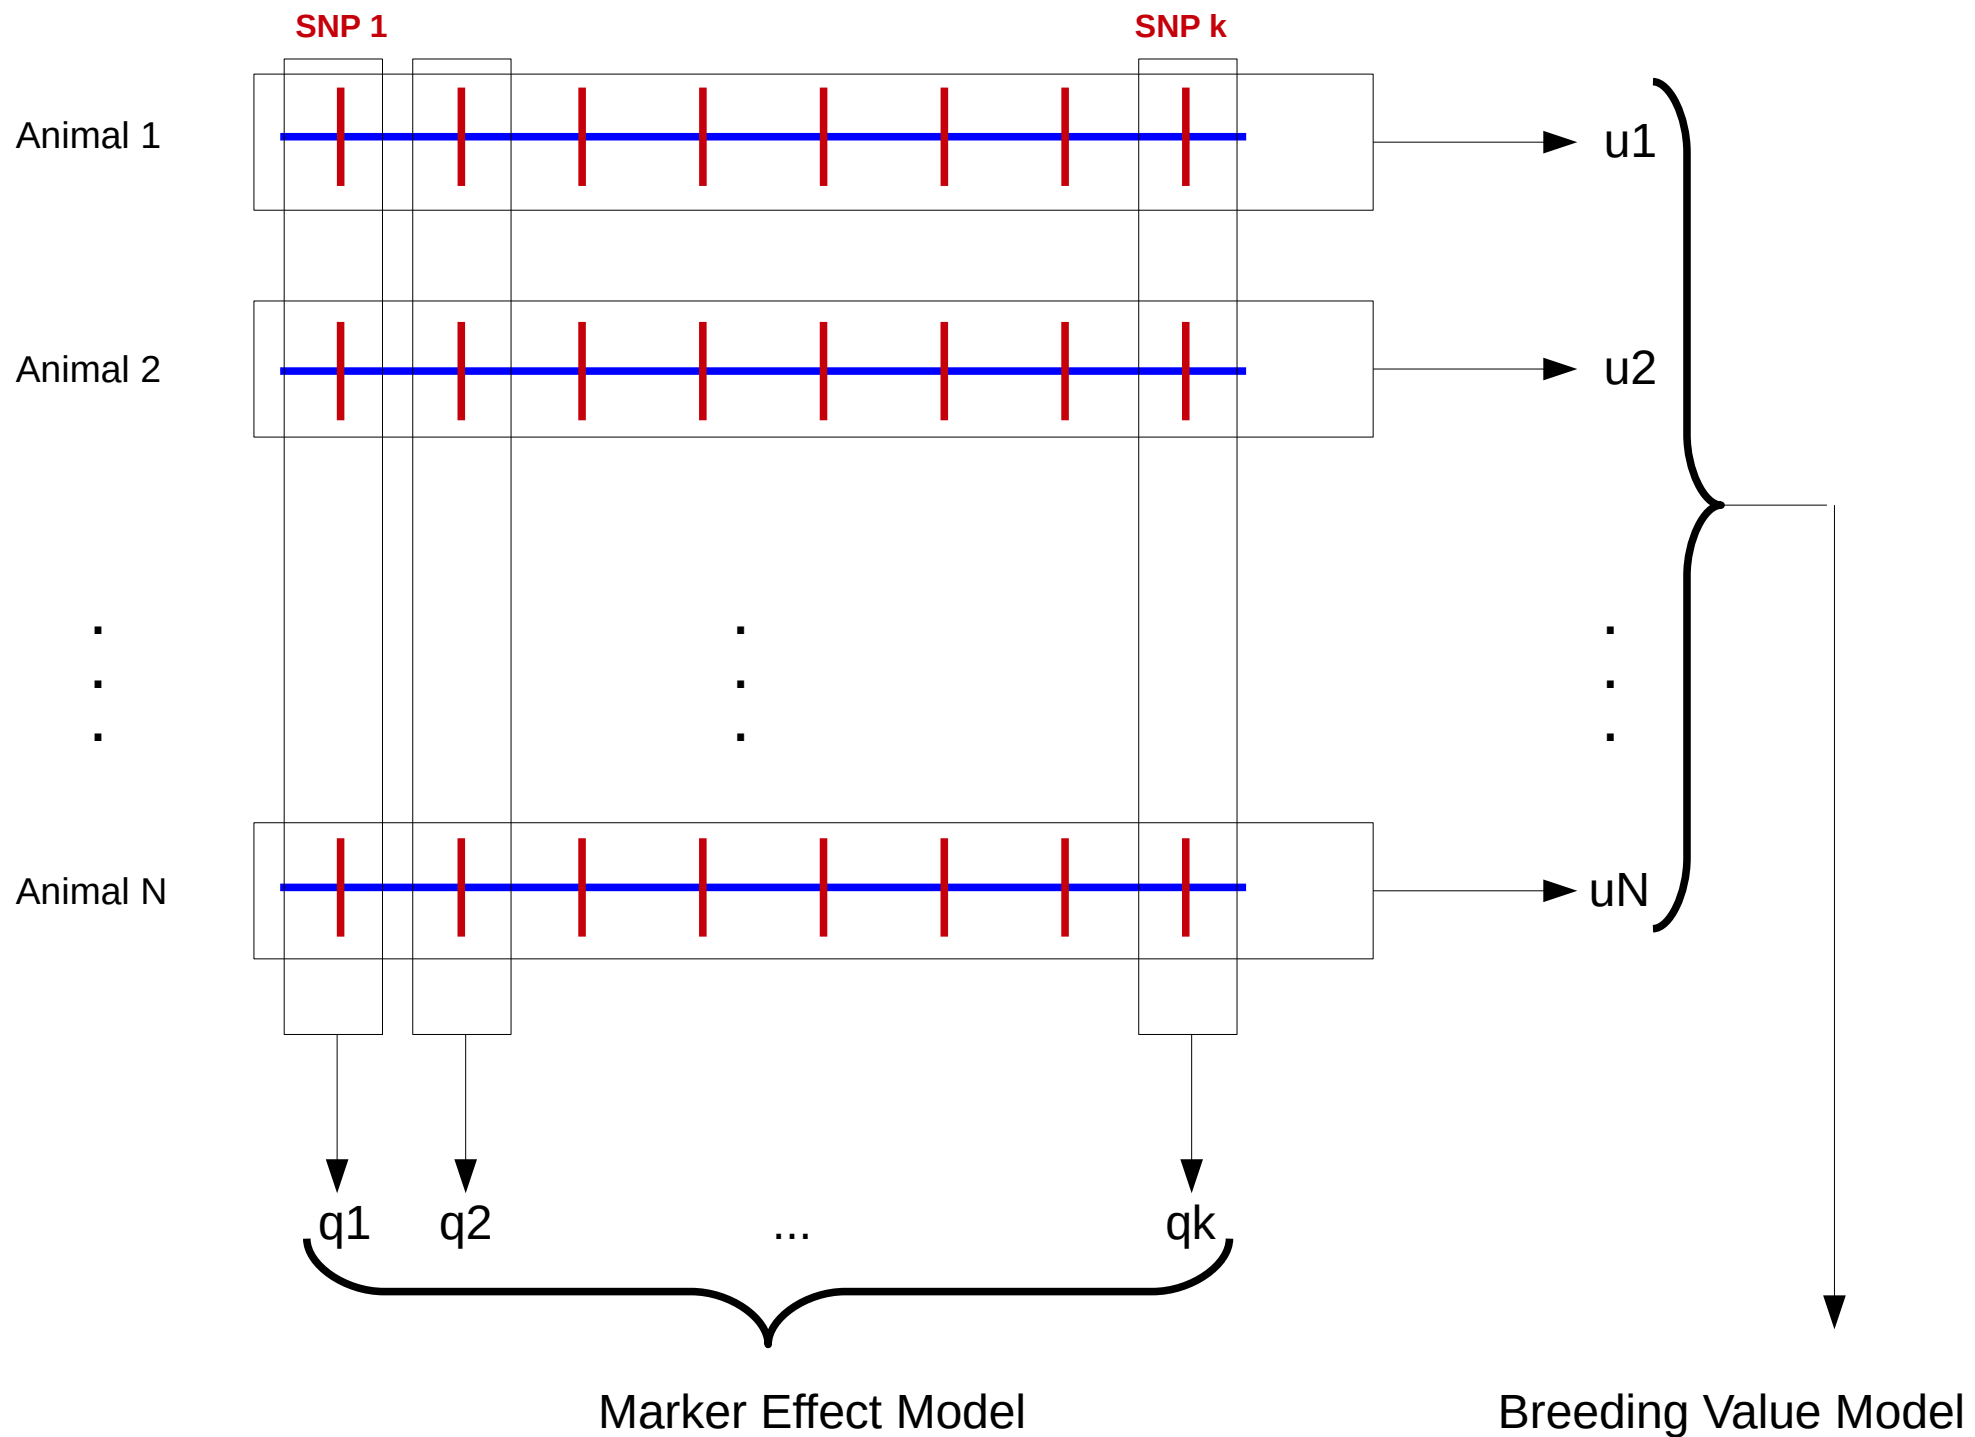 SNP 1
SNP k
Animal 1
u1
Animal 2
u2
.
.
.
.
.
.
.
.
.
Animal N
uN
q1
q2
...
qk
Marker Effect Model
Breeding Value Model